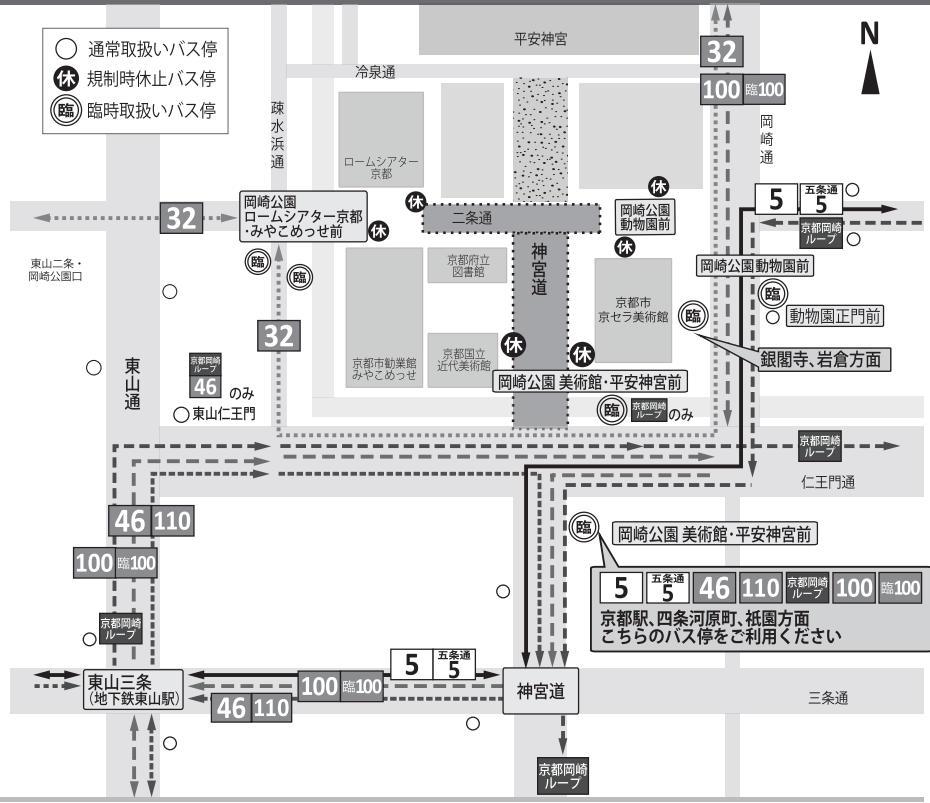 通常取扱いバス停
休 規制時休止バス停
臨 臨時取扱いバス停
平安神宮
N
32
冷泉通
100 臨100
疎水浜通
岡崎通
ロームシアター
京都
休
5 五条通 5
岡崎公園
ロームシアター京都
・みやこめっせ前
休
休
二条通
岡崎公園
動物園前
休
32
京都岡崎
ループ
神宮道
臨
臨
京都府立
図書館
岡崎公園動物園前
東山二条・
岡崎公園口
臨
動物園正門前
京都市
京セラ美術館
臨
32
銀閣寺、岩倉方面
東山通
京都岡崎
ループ
46 のみ
東山仁王門
京都市勧業館
みやこめっせ
京都国立
近代美術館
休
休
岡崎公園 美術館・平安神宮前
臨 京都岡崎
ループ のみ
京都岡崎
ループ
仁王門通
46 110
100 臨100
臨
岡崎公園 美術館・平安神宮前
5 五条通 5 46 110 京都岡崎ループ 100 臨100
京都駅、四条河原町、祇園方面
こちらのバス停をご利用ください
京都岡崎
ループ
東山三条
(地下鉄東山駅)
5 五条通 5
100 臨100
46 110
神宮道
三条通
京都岡崎
ループ